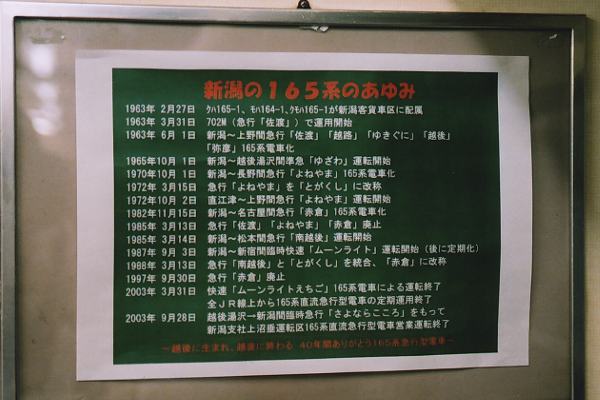 新潟の165系のあゆみ
1963年 2月27日 ｸﾊ165-1、ﾓﾊ164-1､ｸﾓﾊ165-1が新潟客貨車区に配属
1963年 3月31日 702M（急行「佐渡」）で運用開始
1963年 6月 1日 新潟～上野間急行「佐渡」「越路」「ゆきぐに」「越後」
「弥彦」165系電車化
1965年10月 1日 新潟～越後湯沢間準急「ゆざわ」運転開始
1970年10月 1日 新潟～長野間急行「よねやま」165系電車化
1972年 3月15日 急行「よねやま」を「とがくし」に改称
1972年10月 2日 直江津～上野間急行「よねやま」運転開始
1982年11月15日 新潟～名古屋間急行「赤倉」165系電車化
1985年 3月13日 急行「佐渡」「よねやま」「赤倉」廃止
1985年 3月14日 新潟～松本間急行「南越後」運転開始
1987年 9月 3日 新潟～新宿間臨時快速「ムーンライト」運転開始（後に定期化）
1988年 3月13日 急行「南越後」と「とがくし」を統合、「赤倉」に改称
1997年 9月30日 急行「赤倉」廃止
2003年 3月31日 快速「ムーンライトえちご」165系電車による運転終了
全ＪＲ線上から165系直流急行型電車の定期運用終了
2003年 9月28日 越後湯沢→新潟間臨時急行「さよならこころ」をもって
新潟支社上沼垂運転区165系直流急行型電車営業運転終了
～越後に生まれ、越後に終わる 40年間ありがとう165系急行型電車～